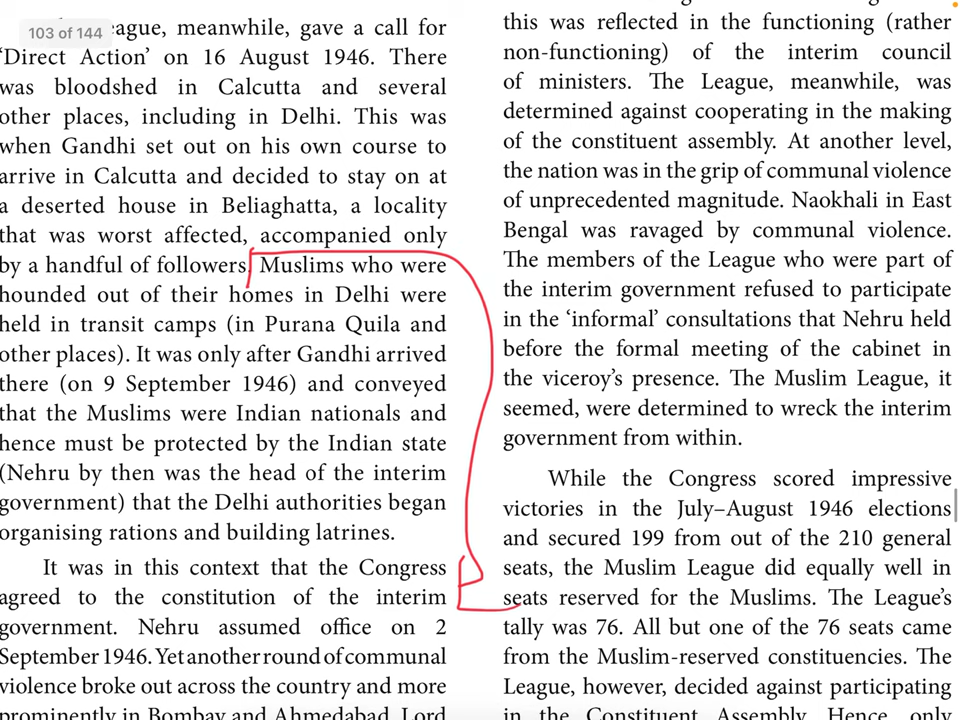 103 of 144
eague, meanwhile, gave a call for
‘Direct Action’ on 16 August 1946. There
was bloodshed in Calcutta and several
other places, including in Delhi. This was
when Gandhi set out on his own course to
arrive in Calcutta and decided to stay on at
a deserted house in Beliaghatta, a locality
that was worst affected, accompanied only
by a handful of followers. Muslims who were
hounded out of their homes in Delhi were
held in transit camps (in Purana Quila and
other places). It was only after Gandhi arrived
there (on 9 September 1946) and conveyed
that the Muslims were Indian nationals and
hence must be protected by the Indian state
(Nehru by then was the head of the interim
government) that the Delhi authorities began
organising rations and building latrines.
It was in this context that the Congress
agreed to the constitution of the interim
government. Nehru assumed office on 2
September 1946. Yet another round of communal
violence broke out across the country and more
prominently in Bombay and Ahmedabad. Lord
this was reflected in the functioning (rather
non-functioning) of the interim council
of ministers. The League, meanwhile, was
determined against cooperating in the making
of the constituent assembly. At another level,
the nation was in the grip of communal violence
of unprecedented magnitude. Naokhali in East
Bengal was ravaged by communal violence.
The members of the League who were part of
the interim government refused to participate
in the ‘informal’ consultations that Nehru held
before the formal meeting of the cabinet in
the viceroy’s presence. The Muslim League, it
seemed, were determined to wreck the interim
government from within.
While the Congress scored impressive
victories in the July–August 1946 elections
and secured 199 from out of the 210 general
seats, the Muslim League did equally well in
seats reserved for the Muslims. The League’s
tally was 76. All but one of the 76 seats came
from the Muslim-reserved constituencies. The
League, however, decided against participating
in the Constituent Assembly. Hence, only